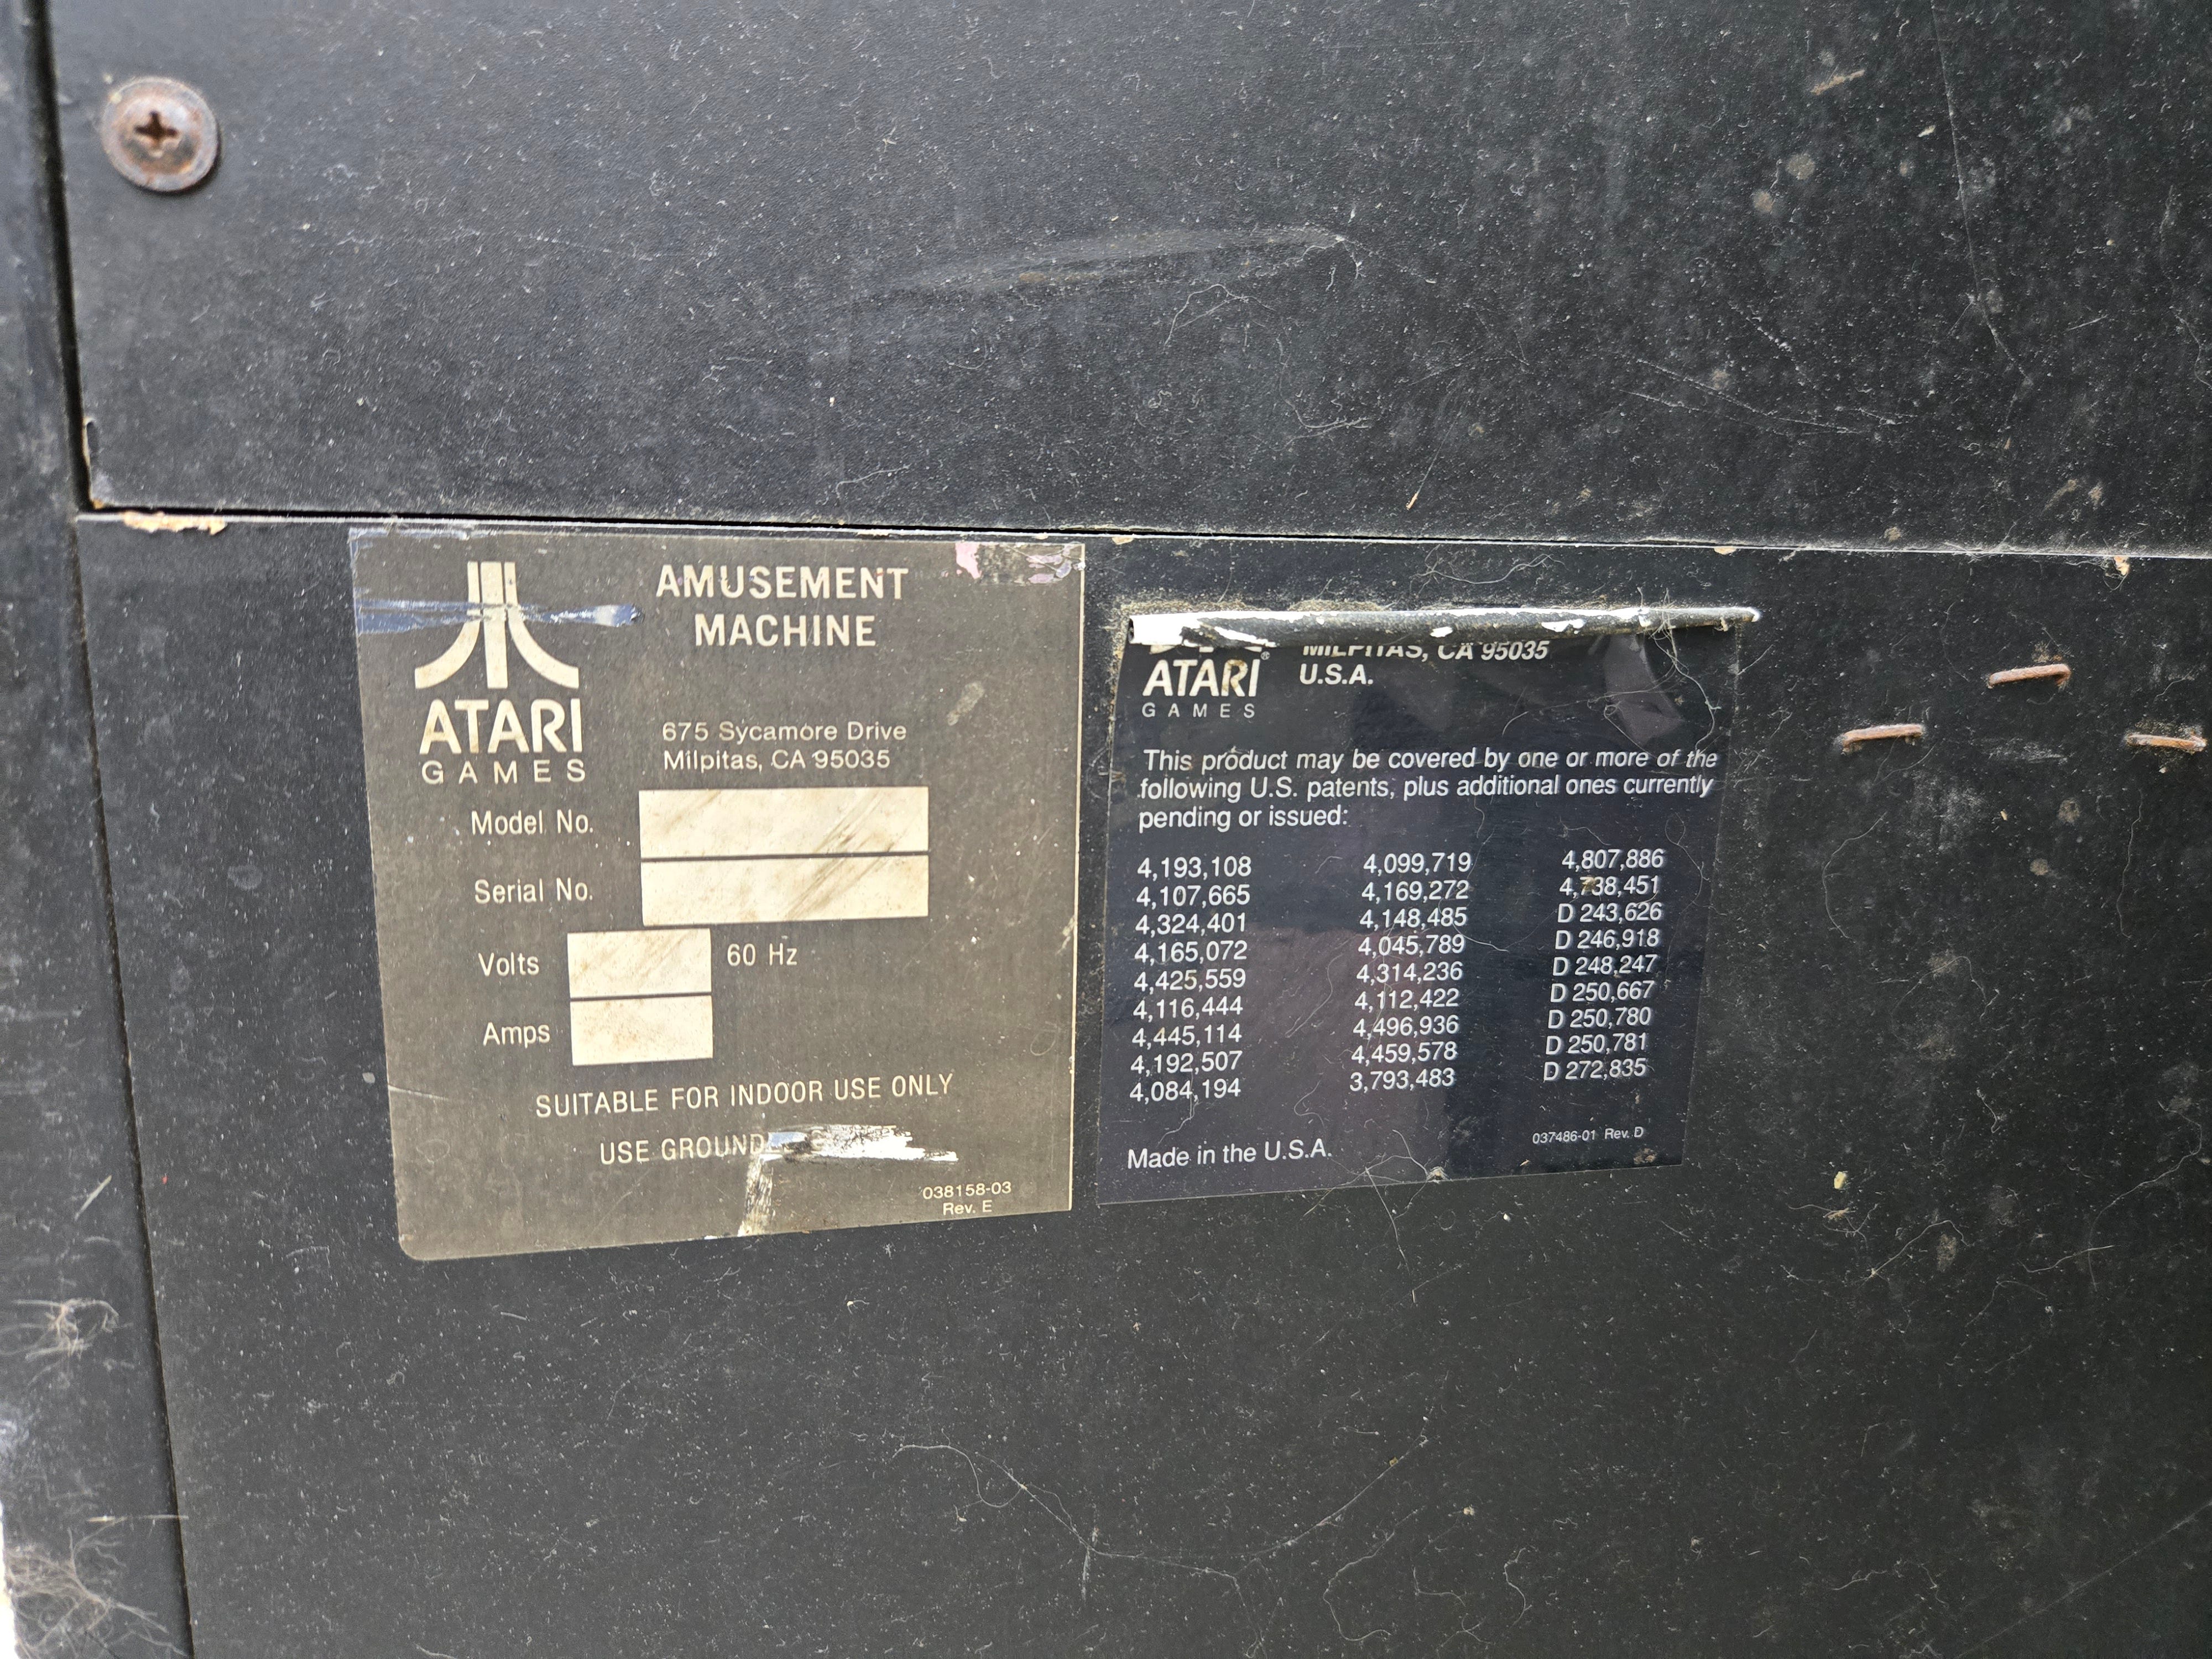 AMUSEMENT
MACHINE
ATARI
GAMES
675 Sycamore Drive
Milpitas, CA 95035
Model No.
Serial No.
Volts 60 Hz
Amps
SUITABLE FOR INDOOR USE ONLY
USE
038158-03
Rev. E
MILPITAS, CA 95035
ATARI® U.S.A.
GAMES
This product may be covered by one or more of the
following U.S. patents, plus additional ones currently
pending or issued:
4,193,108 4,099,719 4,807,886
4,107,665 4,169,272 4,738,451
4,324,401 4,148,485 D 243,626
4,165,072 4,045,789 D 246,918
4,425,559 4,314,236 D 248,247
4,116,444 4,112,422 D 250,667
4,445,114 4,496,936 D 250,780
4,192,507 4,459,578 D 250,781
4,084,194 3,793,483 D 272,835
037486-01 Rev. D
Made in the U.S.A.